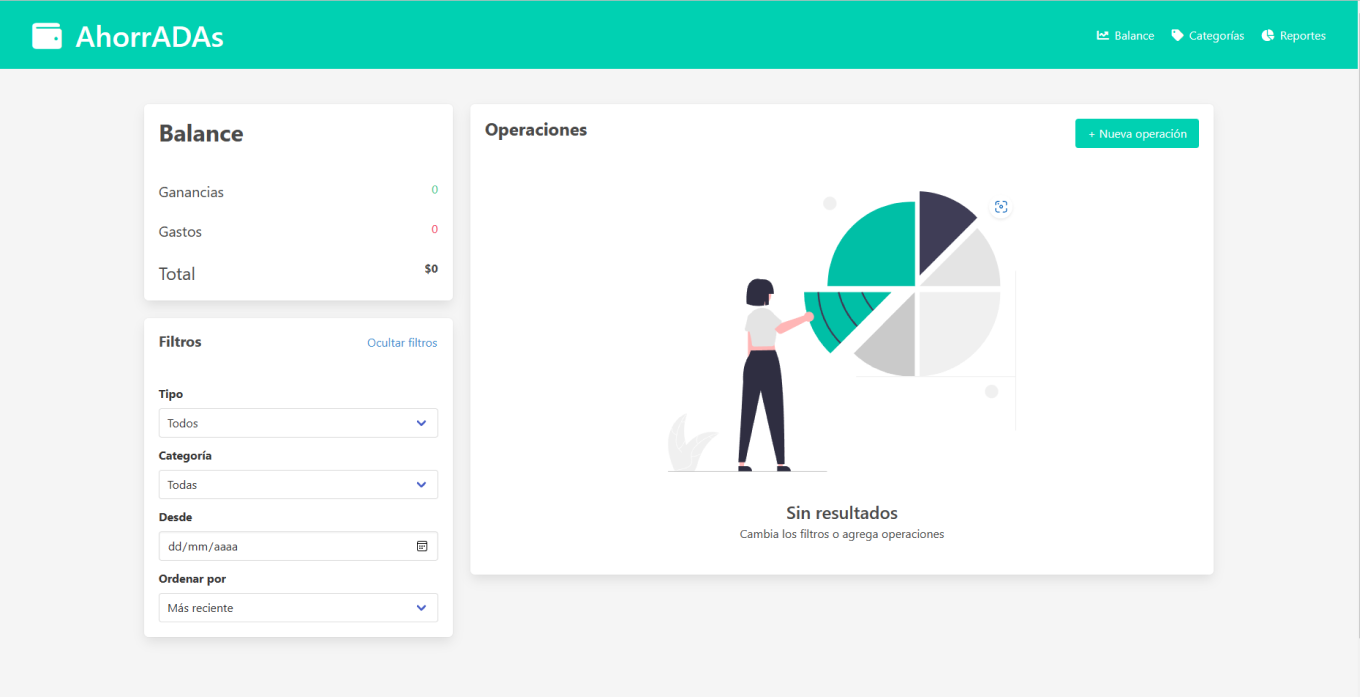 AhorrADAs
Balance
Categorías
Reportes
Balance
Ganancias 0
Gastos 0
Total $0
Filtros Ocultar filtros
Tipo
Todos
Categoría
Todas
Desde
dd/mm/aaaa
Ordenar por
Más reciente
Operaciones
+ Nueva operación
Sin resultados
Cambia los filtros o agrega operaciones